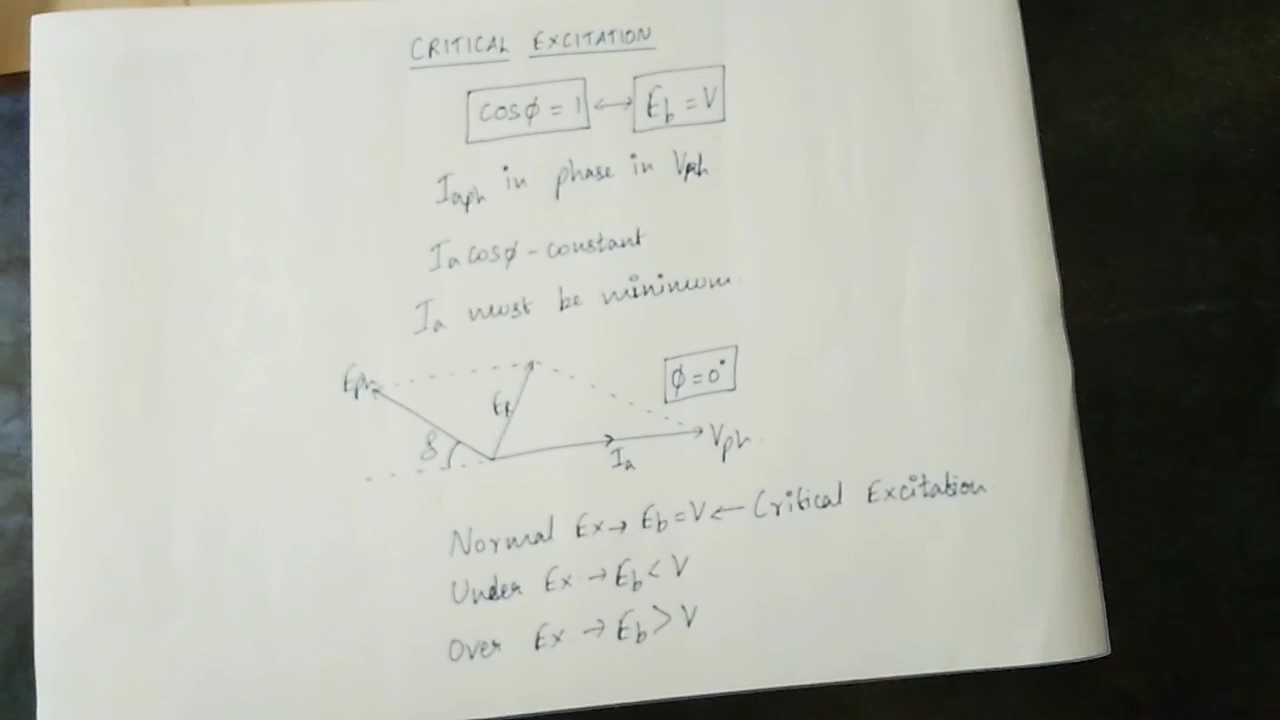 CRITICAL EXCITATION
cosϕ = 1 ↔ Eb = V
Iaph in phase in Vph
Ia cosϕ - constant
Ia must be minimum
Eph
ϕ = 0°
δ
Ia
Vph
Normal Ex → Eb = V ← Critical Excitation
Under Ex → Eb < V
Over Ex → Eb > V